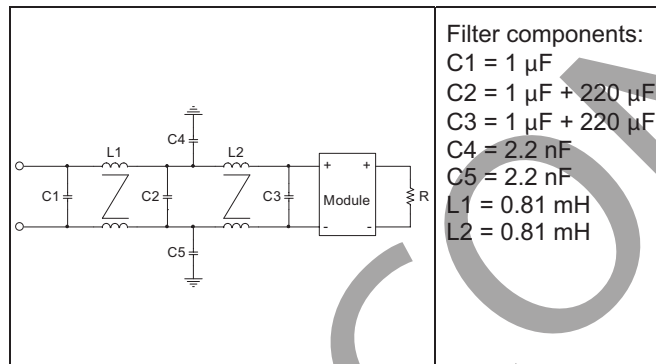 Filter components:
C1 = 1 µF
C2 = 1 µF + 220 µF
C3 = 1 µF + 220 µF
C4 = 2.2 nF
C5 = 2.2 nF
L1 = 0.81 mH
L2 = 0.81 mH
C4
L1
L2
+
+
C1
C2
C3
Module
R
-
-
C5